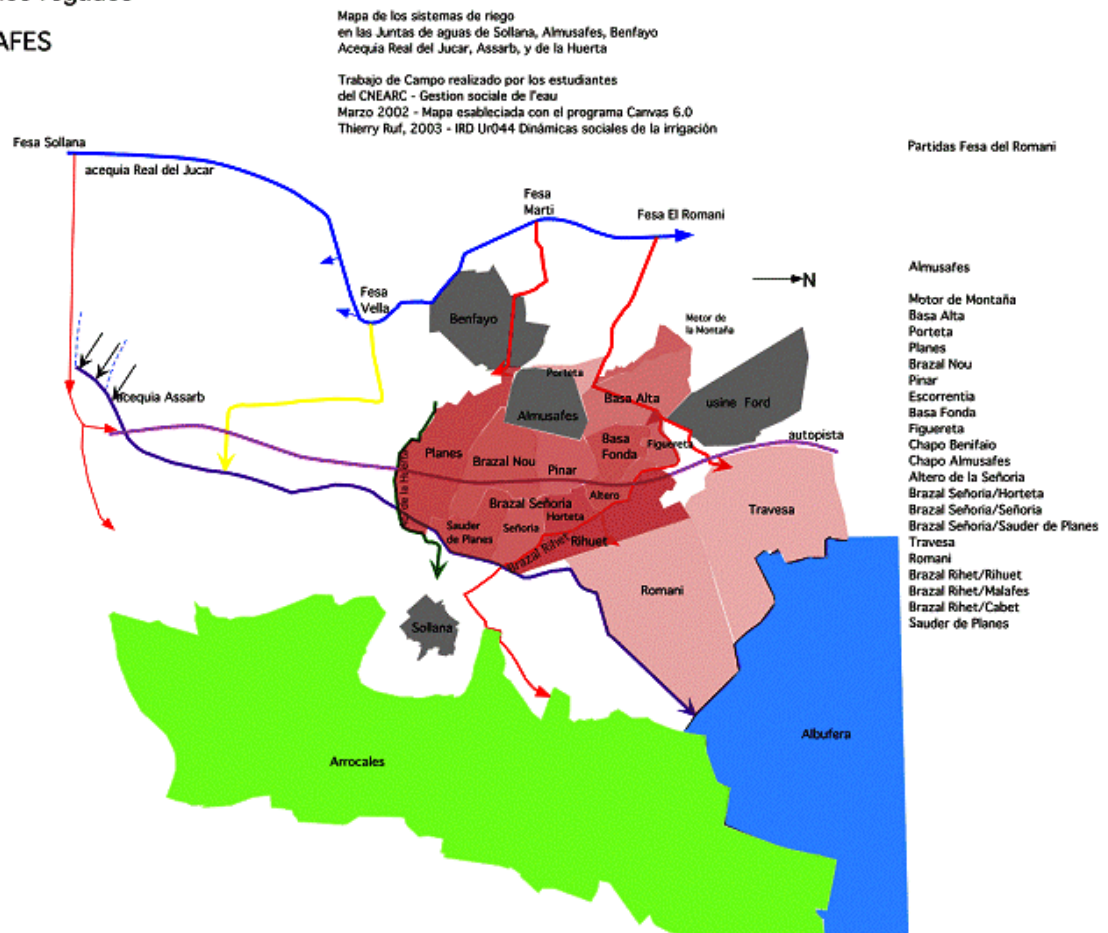 AFES
Mapa de los sistemas de riego
en las Juntas de aguas de Sollana, Almusafes, Benfayo
Acequia Real del Jucar, Assarb, y de la Huerta
Trabajo de Campo realizado por los estudiantes
del CNEARC - Gestion sociale de l'eau
Marzo 2002 - Mapa esableciada con el programa Canvas 6.0
Thierry Ruf, 2003 - IRD Ur044 Dinámicas sociales de la irrigación
Fesa Sollana
acequia Real del Jucar
Fesa
Marti
Fesa El Romani
N
Fesa
Vella
Benfayo
Motor de
la Montaña
Porteta
Almusafes
Basa Alta
usine Ford
acequia Assarb
autopista
Planes
Brazal Nou
Pinar
Basa
Fonda
Figuereta
de la Huerta
Brazal Señoria
Altero
Horteta
Señoria
Sauder
de Planes
Brazal Rihet
Rihuet
Travesa
Romani
Sollana
Arrocales
Albufera
Partidas Fesa del Romani
Almusafes
Motor de Montaña
Basa Alta
Porteta
Planes
Brazal Nou
Pinar
Escorrentia
Basa Fonda
Figuereta
Chapo Benifaio
Chapo Almusafes
Altero de la Señoria
Brazal Señoria/Horteta
Brazal Señoria/Señoria
Brazal Señoria/Sauder de Planes
Travesa
Romani
Brazal Rihet/Rihuet
Brazal Rihet/Malafes
Brazal Rihet/Cabet
Sauder de Planes